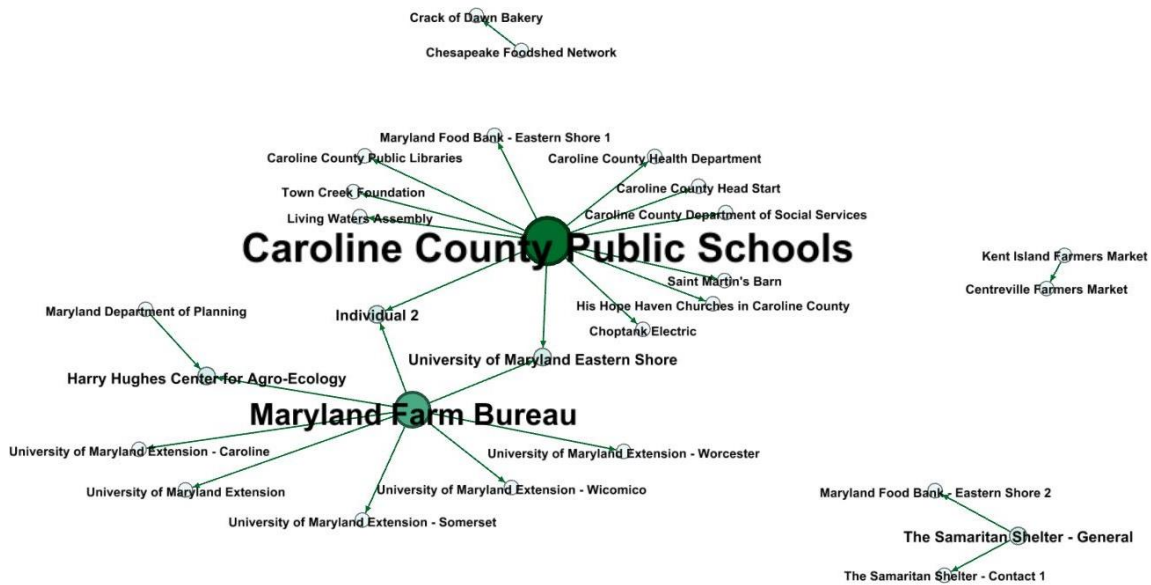 Crack of Dawn Bakery
Chesapeake Foodshed Network
Maryland Food Bank - Eastern Shore 1
Caroline County Public Libraries
Caroline County Health Department
Town Creek Foundation
Caroline County Head Start
Living Waters Assembly
Caroline County Department of Social Services
Caroline County Public Schools
Kent Island Farmers Market
Saint Martin's Barn
Centreville Farmers Market
His Hope Haven Churches in Caroline County
Maryland Department of Planning
Individual 2
Choptank Electric
University of Maryland Eastern Shore
Harry Hughes Center for Agro-Ecology
Maryland Farm Bureau
University of Maryland Extension - Caroline
University of Maryland Extension - Worcester
University of Maryland Extension
University of Maryland Extension - Wicomico
Maryland Food Bank - Eastern Shore 2
University of Maryland Extension - Somerset
The Samaritan Shelter - General
The Samaritan Shelter - Contact 1